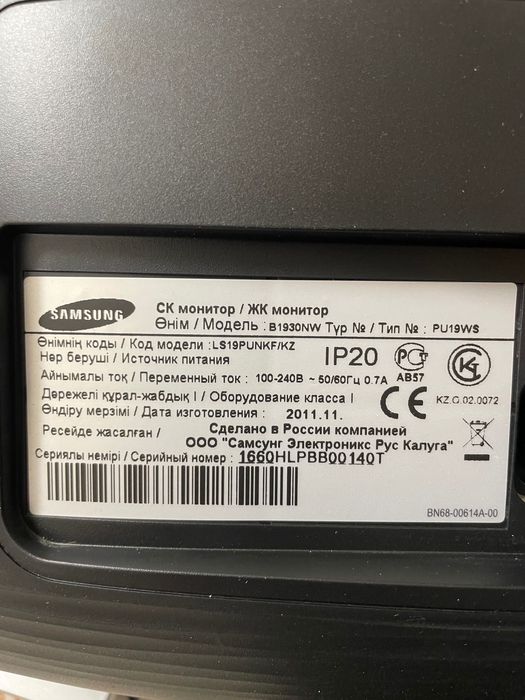 SAMSUNG
СК монитор / ЖК монитор
Өнім / Модель : B1930NW Түр № / Тип № : PU19WS
Өнімнің коды / Код модели : LS19PUNKF/KZ
Нәр беруші / Источник питания
IP20
Айнымалы ток / Переменный ток : 100-240В ~ 50/60Гц 0.7A
АВ57
Дәрежелі құрал-жабдық I / Оборудование класса I
CE
KZ.O.02.0072
Өндіру мерзімі / Дата изготовления : 2011.11.
Ресейде жасалған / Сделано в России компанией
ООО "Самсунг Электроникс Рус Калуга"
Сериялы немірі / Серийный номер : 1660HLPBB00140T
BN68-00614A-00